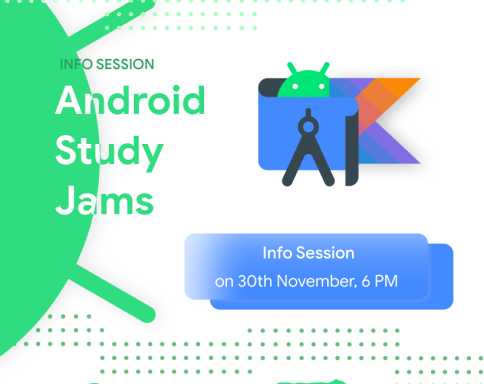 INFO SESSION
Android
Study
Jams
Info Session
on 30th November, 6 PM